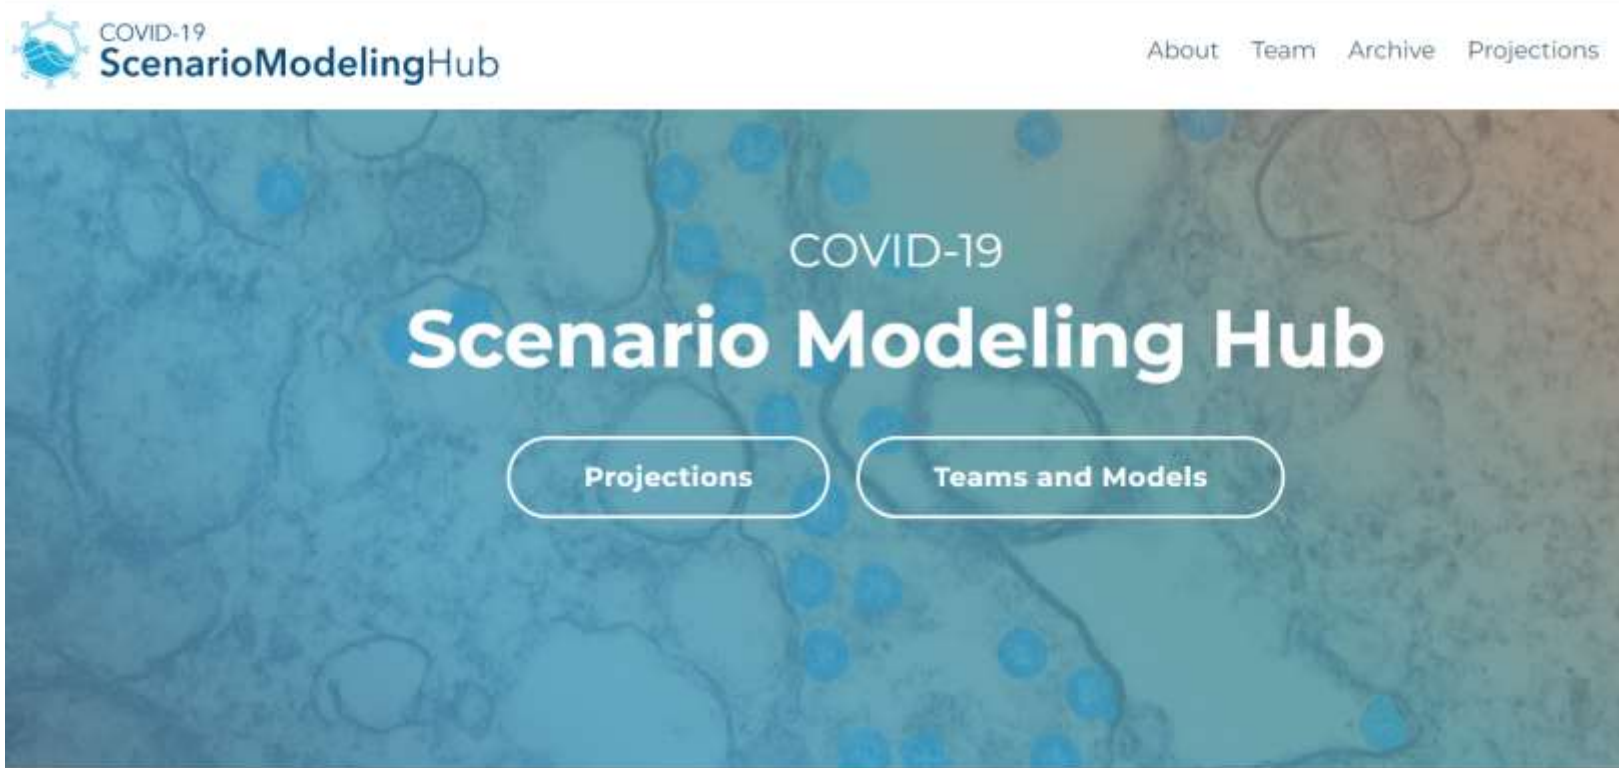 COVID-19
ScenarioModelingHub
About Team Archive Projections
COVID-19
Scenario Modeling Hub
Projections Teams and Models